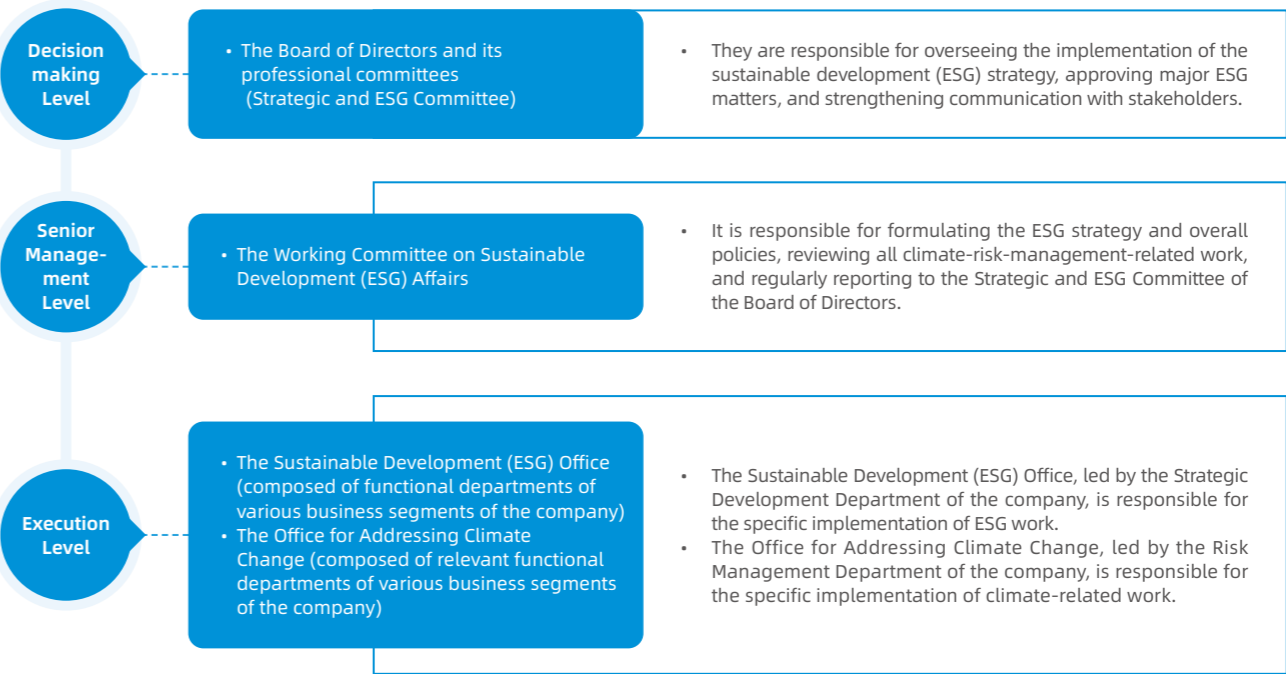 Decision
making
Level
• The Board of Directors and its
professional committees
(Strategic and ESG Committee)
• They are responsible for overseeing the implementation of the
sustainable development (ESG) strategy, approving major ESG
matters, and strengthening communication with stakeholders.
Senior
Manage-
ment
Level
• The Working Committee on Sustainable
Development (ESG) Affairs
• It is responsible for formulating the ESG strategy and overall
policies, reviewing all climate-risk-management-related work,
and regularly reporting to the Strategic and ESG Committee of
the Board of Directors.
Execution
Level
• The Sustainable Development (ESG) Office
(composed of functional departments of
various business segments of the company)
• The Office for Addressing Climate
Change (composed of relevant functional
departments of various business segments
of the company)
• The Sustainable Development (ESG) Office, led by the Strategic
Development Department of the company, is responsible for
the specific implementation of ESG work.
• The Office for Addressing Climate Change, led by the Risk
Management Department of the company, is responsible for
the specific implementation of climate-related work.